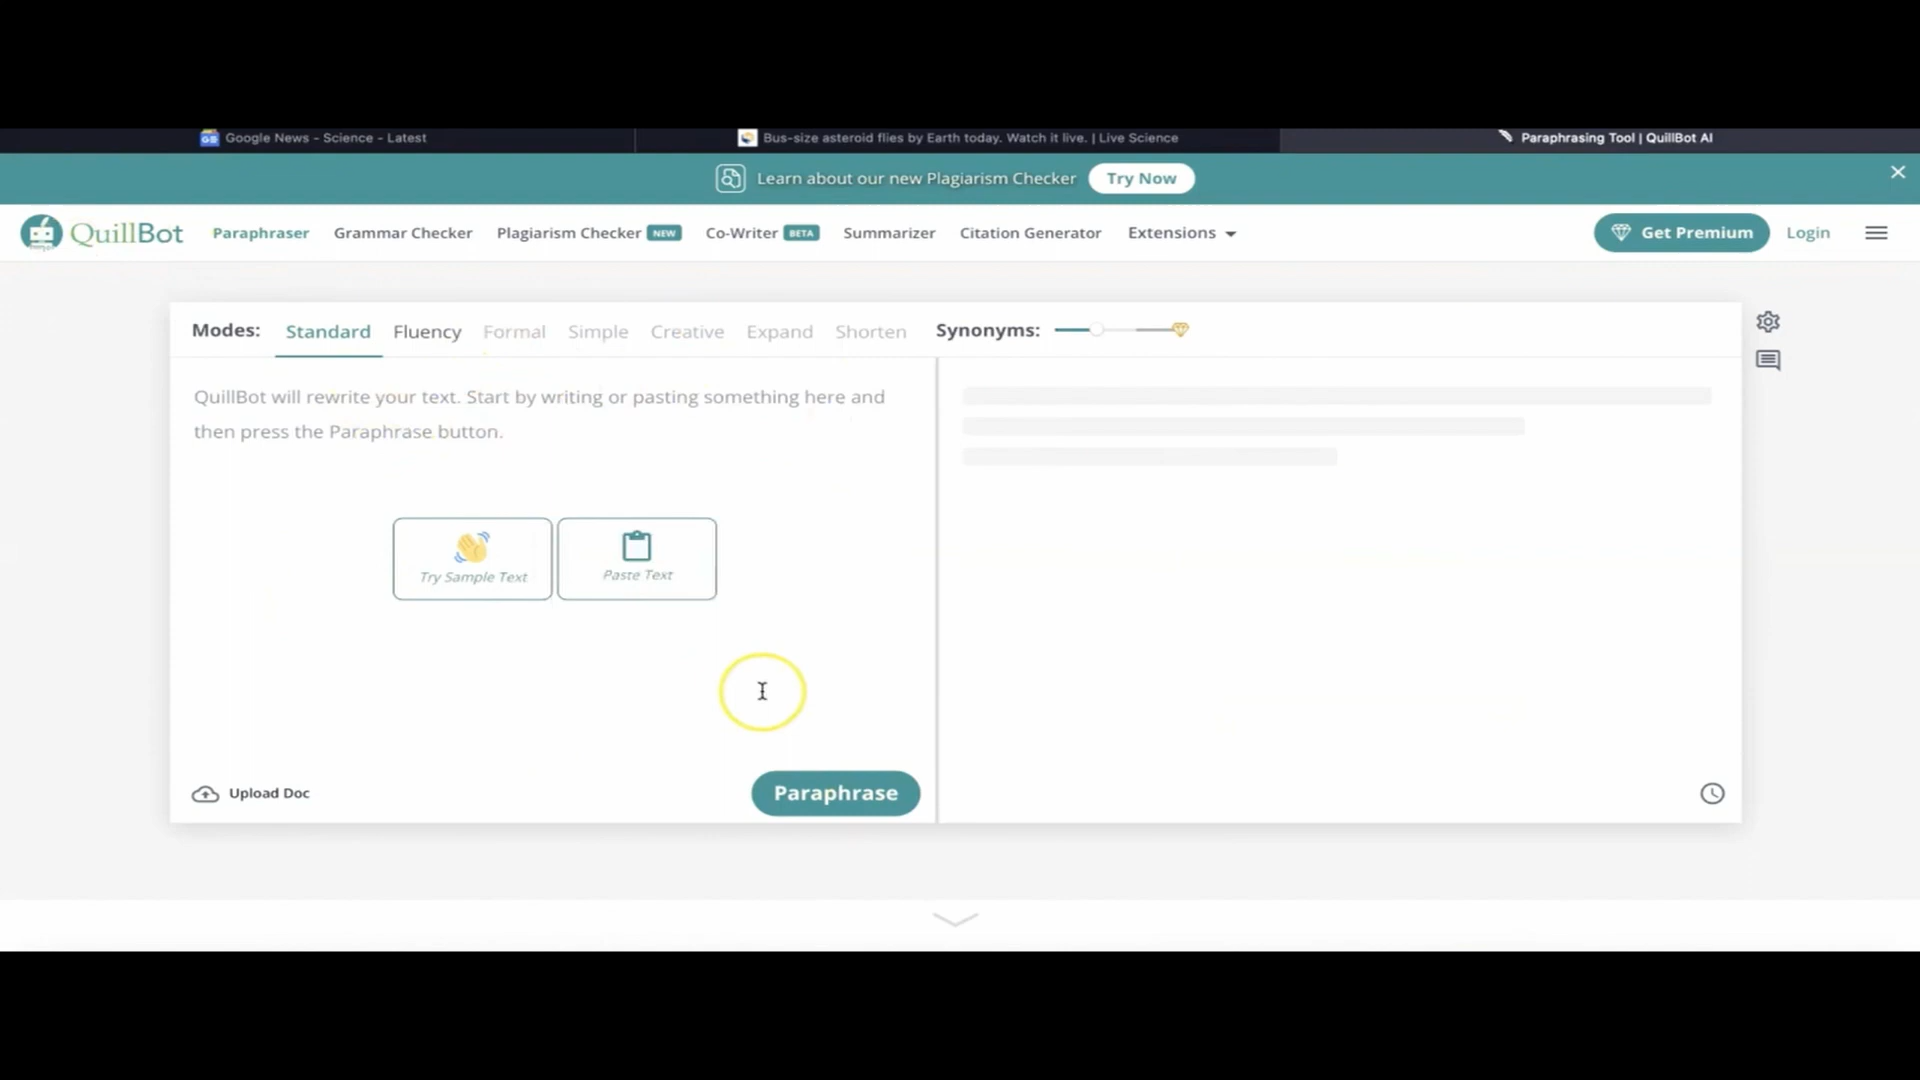 Google News - Science - Latest
Bus-size asteroid flies by Earth today. Watch it live. | Live Science
Paraphrasing Tool | QuillBot AI
Learn about our new Plagiarism Checker Try Now
QuillBot Paraphraser Grammar Checker Plagiarism Checker NEW Co-Writer BETA Summarizer Citation Generator Extensions Get Premium Login
Modes: Standard Fluency Formal Simple Creative Expand Shorten Synonyms:
QuillBot will rewrite your text. Start by writing or pasting something here and
then press the Paraphrase button.
Try Sample Text Paste Text
Upload Doc Paraphrase